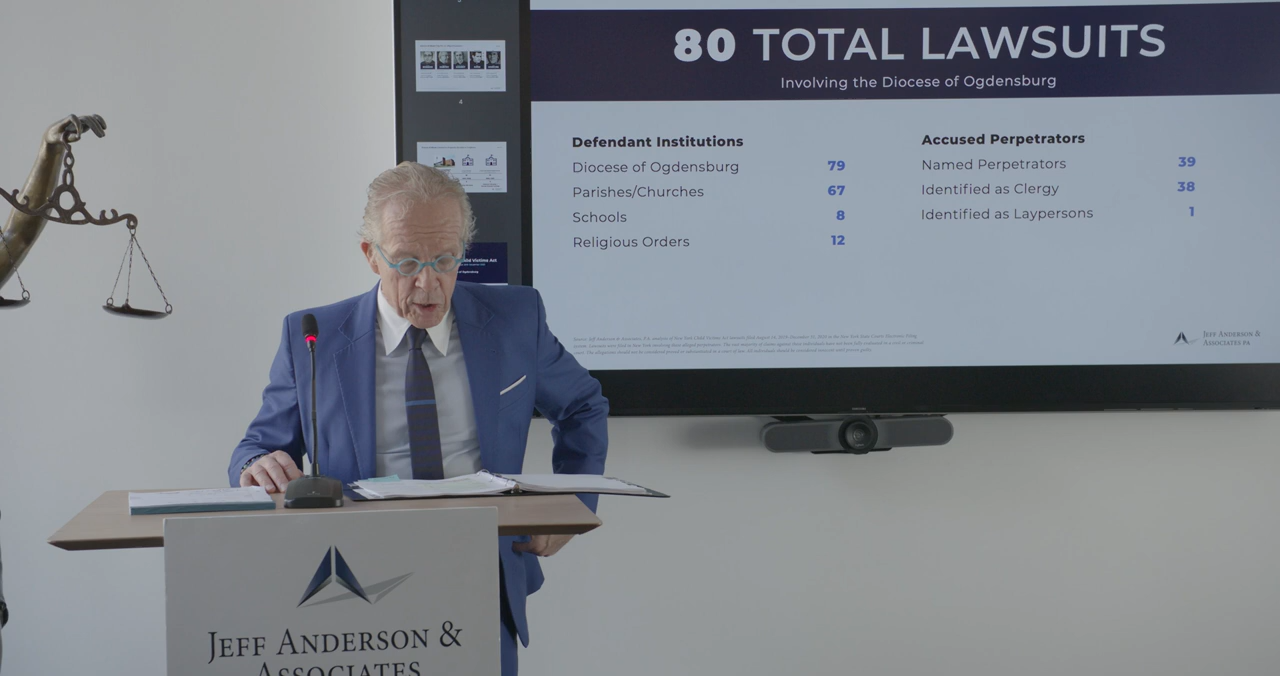 80 TOTAL LAWSUITS
Involving the Diocese of Ogdensburg
Defendant Institutions
Diocese of Ogdensburg 79
Parishes/Churches 67
Schools 8
Religious Orders 12
Accused Perpetrators
Named Perpetrators 39
Identified as Clergy 38
Identified as Laypersons 1
JEFF ANDERSON &
ASSOCIATES PA
4
JEFF ANDERSON &
ASSOCIATES